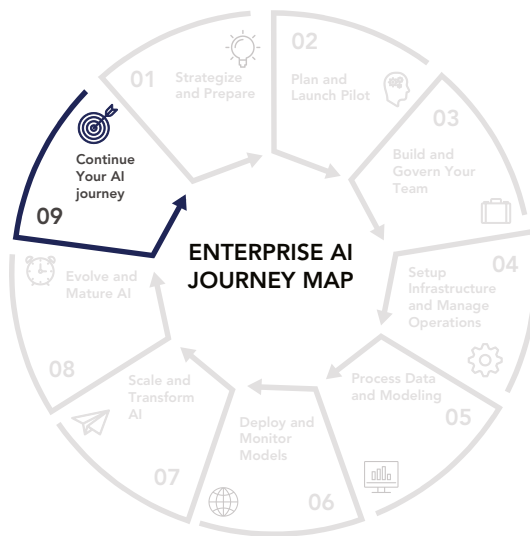 01
Strategize
and Prepare
02
Plan and
Launch Pilot
03
Build and
Govern Your
Team
04
Setup
Infrastructure
and Manage
Operations
Process Data
and Modeling
05
Deploy and
Monitor
Models
06
Scale and
Transform
AI
07
Evolve and
Mature AI
08
Continue
Your AI
journey
09
ENTERPRISE AI
JOURNEY MAP